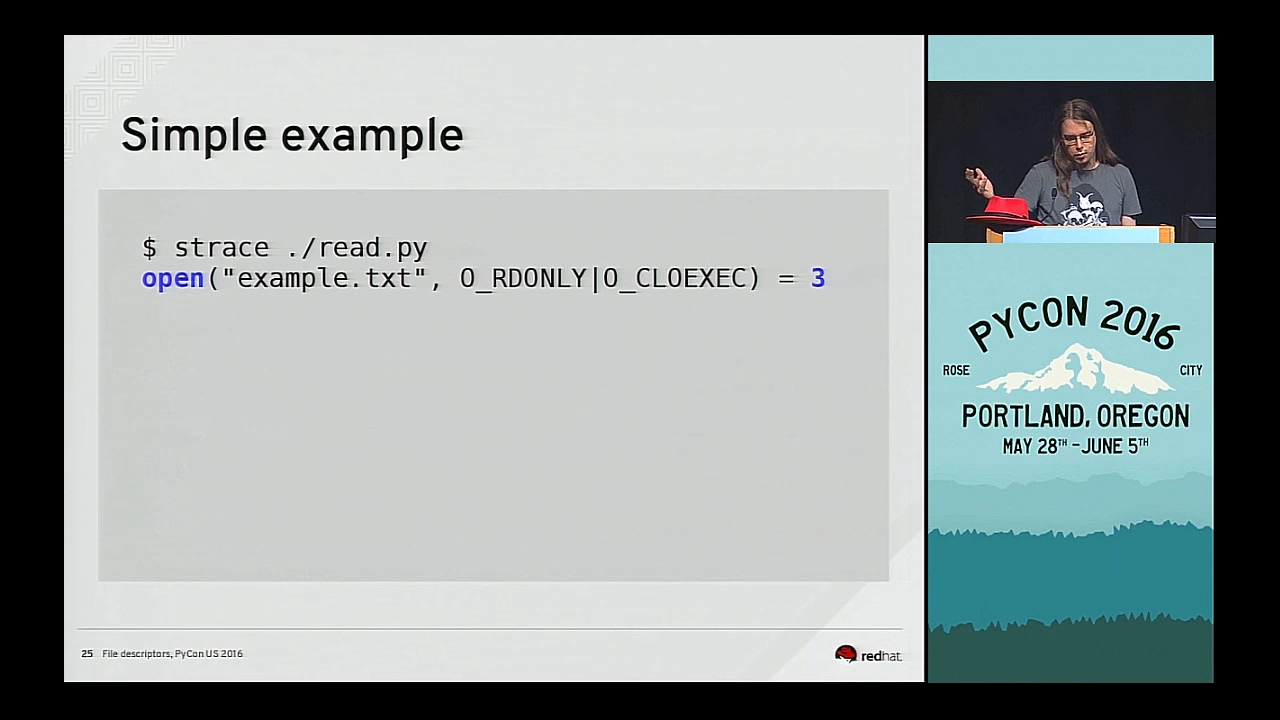 Simple example
$ strace ./read.py
open("example.txt", O_RDONLY|O_CLOEXEC) = 3
25 File descriptors, PyCon US 2016
redhat.
PYCON 2016
ROSE CITY
PORTLAND, OREGON
MAY 28TH - JUNE 5TH